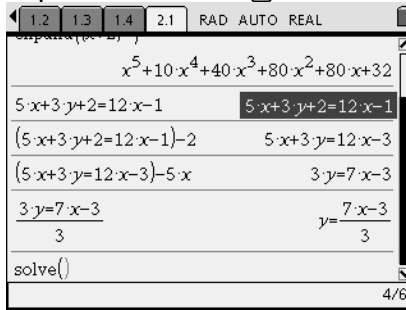 1.2 1.3 1.4 2.1 RAD AUTO REAL
x⁵+10·x⁴+40·x³+80·x²+80·x+32
5·x+3·y+2=12·x−1 5·x+3·y+2=12·x−1
(5·x+3·y+2=12·x−1)−2 5·x+3·y=12·x−3
(5·x+3·y=12·x−3)−5·x 3·y=7·x−3
3·y=7·x−3 y=7·x−3
3 3
solve()
4/6